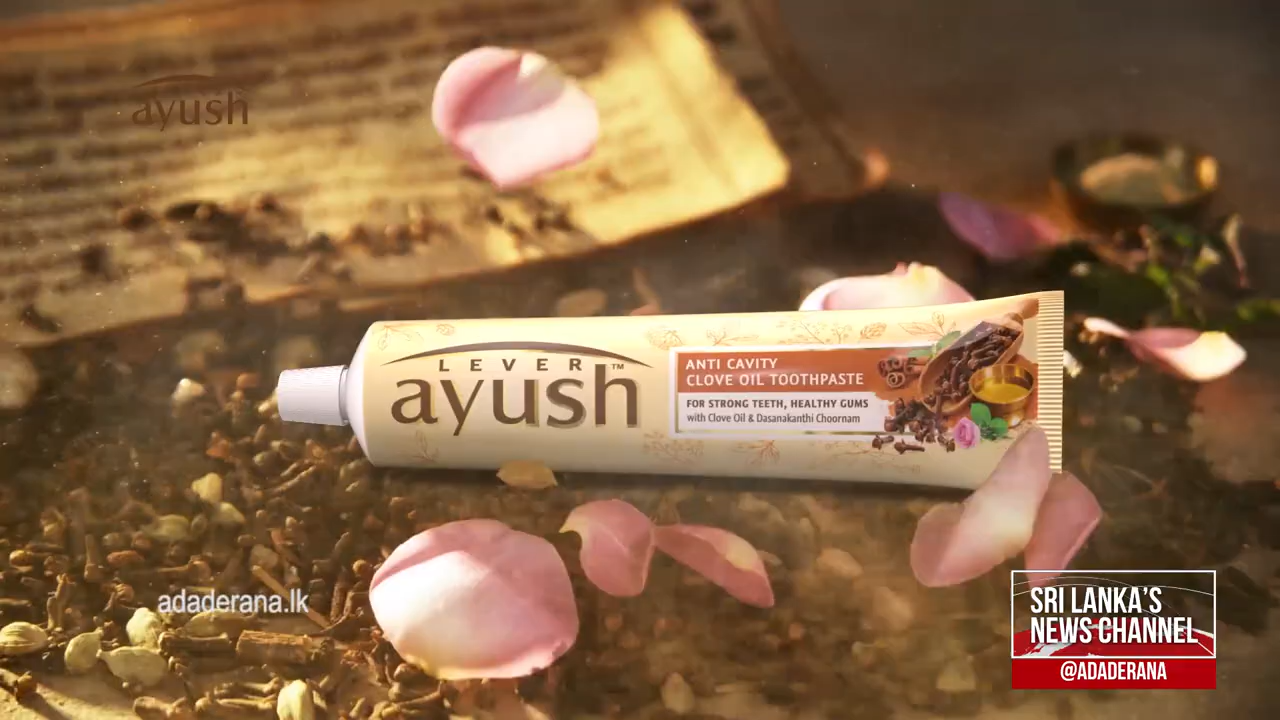 ayush
LEVER
ayush™
ANTI CAVITY
CLOVE OIL TOOTHPASTE
FOR STRONG TEETH, HEALTHY GUMS
with Clove Oil & Dasanakanthi Choornam
adaderana.lk
SRI LANKA'S
NEWS CHANNEL
@ADADERANA